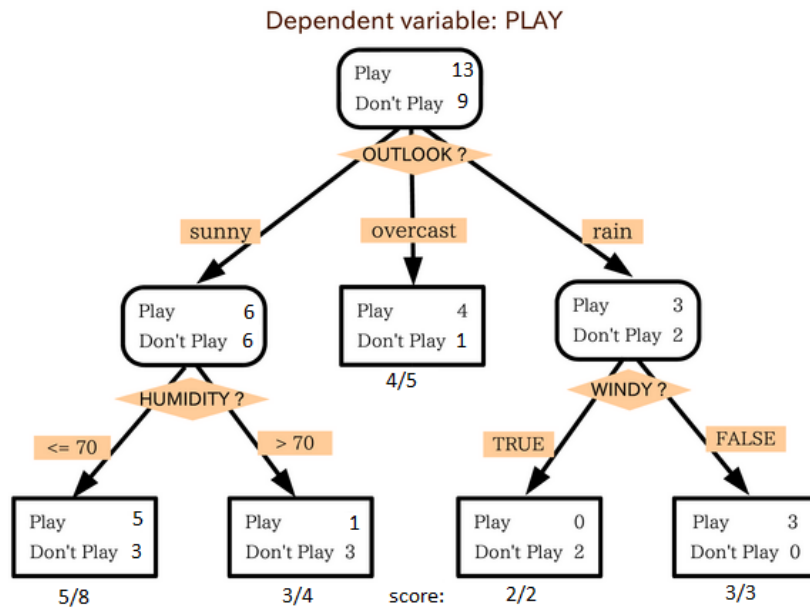 Dependent variable: PLAY
Play 13
Don't Play 9
OUTLOOK ?
sunny
overcast
rain
Play 6
Don't Play 6
Play 4
Don't Play 1
Play 3
Don't Play 2
4/5
HUMIDITY ?
WINDY ?
<= 70
> 70
TRUE
FALSE
Play 5
Don't Play 3
Play 1
Don't Play 3
Play 0
Don't Play 2
Play 3
Don't Play 0
5/8
3/4
score:
2/2
3/3